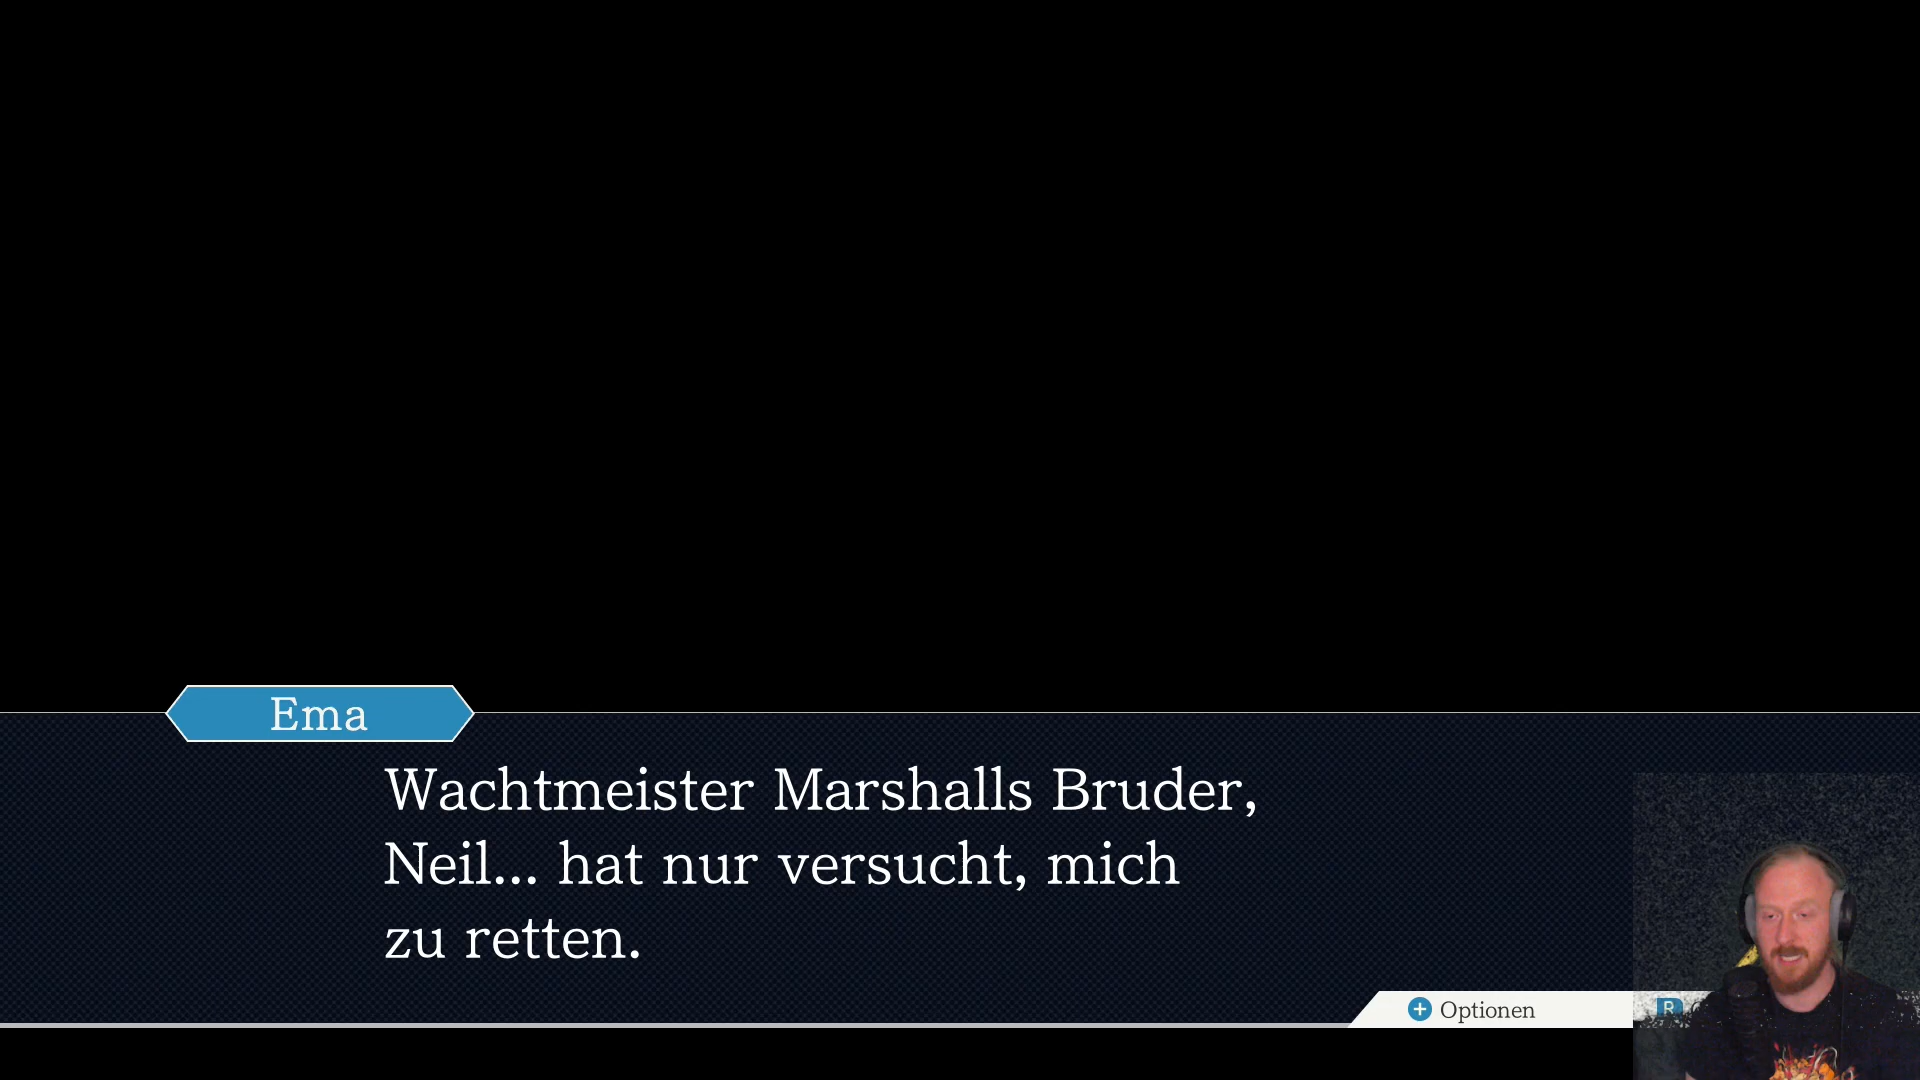 Ema
Wachtmeister Marshalls Bruder,
Neil... hat nur versucht, mich
zu retten.
Optionen
R